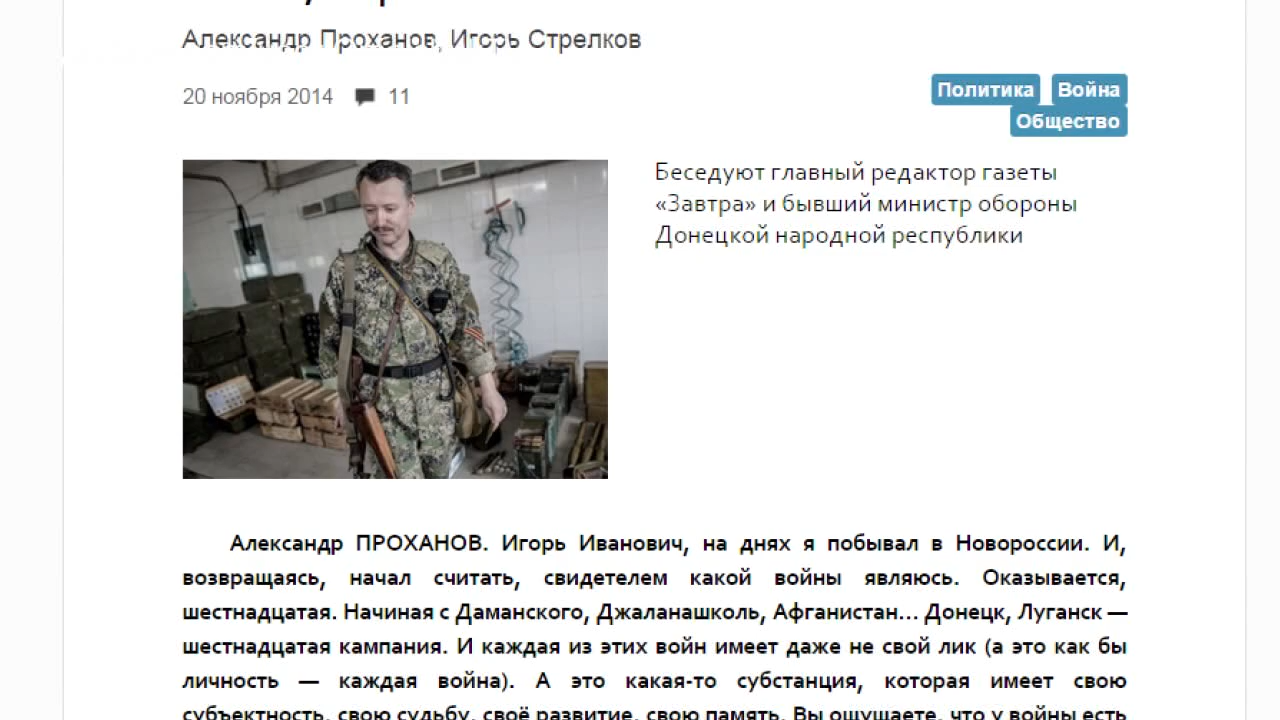 Александр Проханов, Игорь Стрелков
20 ноября 2014 11
Политика Война
Общество
Беседуют главный редактор газеты
«Завтра» и бывший министр обороны
Донецкой народной республики
Александр ПРОХАНОВ. Игорь Иванович, на днях я побывал в Новороссии. И,
возвращаясь, начал считать, свидетелем какой войны являюсь. Оказывается,
шестнадцатая. Начиная с Даманского, Джаланашколь, Афганистан... Донецк, Луганск —
шестнадцатая кампания. И каждая из этих войн имеет даже не свой лик (а это как бы
личность — каждая война). А это какая-то субстанция, которая имеет свою
субъектность, свою судьбу, своё развитие, свою память. Вы ощущаете, что у войны есть